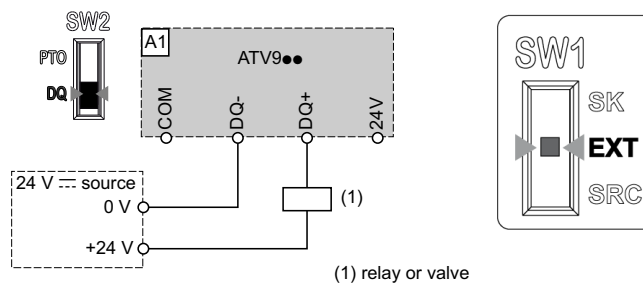 SW2
PTO
DQ
A1
ATV9●●
COM
DQ-
DQ+
24V
24 V ⎓ source
0 V
+24 V
(1)
(1) relay or valve
SW1
SK
EXT
SRC